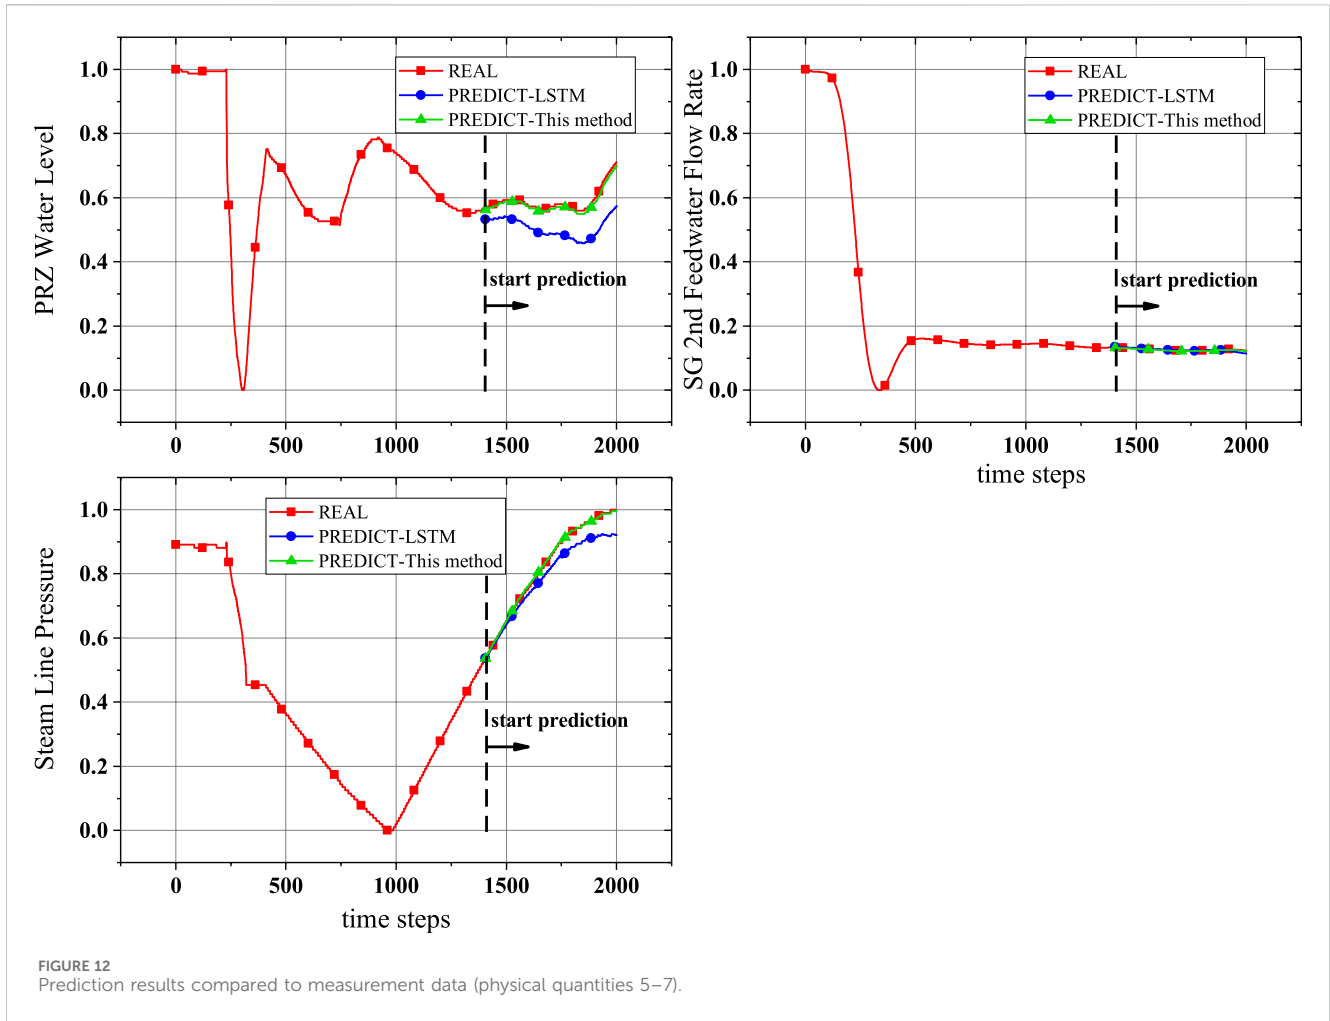 PRZ Water Level
1.0
0.8
0.6
0.4
0.2
0.0
REAL
PREDICT-LSTM
PREDICT-This method
start prediction
0 500 1000 1500 2000
SG 2nd Feedwater Flow Rate
1.0
0.8
0.6
0.4
0.2
0.0
REAL
PREDICT-LSTM
PREDICT-This method
start prediction
0 500 1000 1500 2000
time steps
Steam Line Pressure
1.0
0.8
0.6
0.4
0.2
0.0
REAL
PREDICT-LSTM
PREDICT-This method
start prediction
0 500 1000 1500 2000
time steps
FIGURE 12
Prediction results compared to measurement data (physical quantities 5–7).